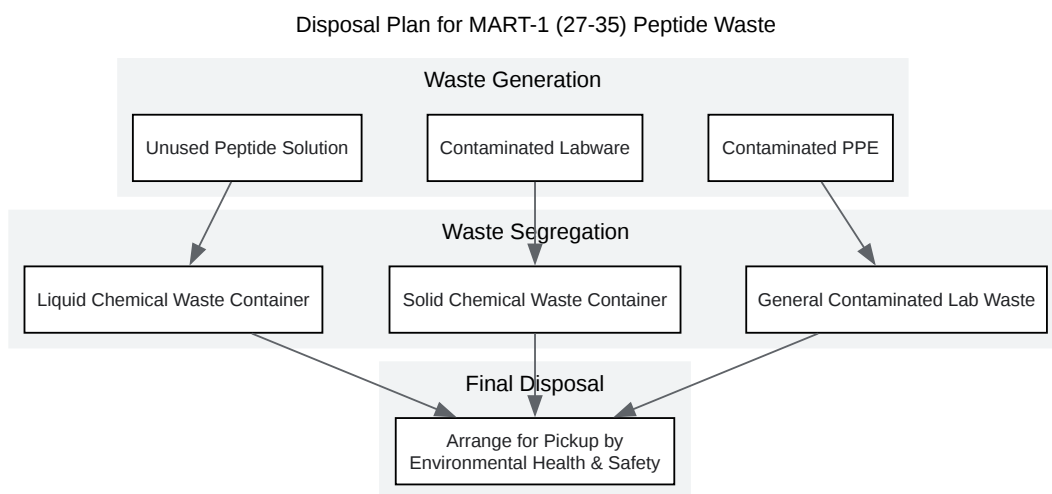 Disposal Plan for MART-1 (27-35) Peptide Waste
Waste Generation
Unused Peptide Solution
Contaminated Labware
Contaminated PPE
Waste Segregation
Liquid Chemical Waste Container
Solid Chemical Waste Container
General Contaminated Lab Waste
Final Disposal
Arrange for Pickup by
Environmental Health & Safety